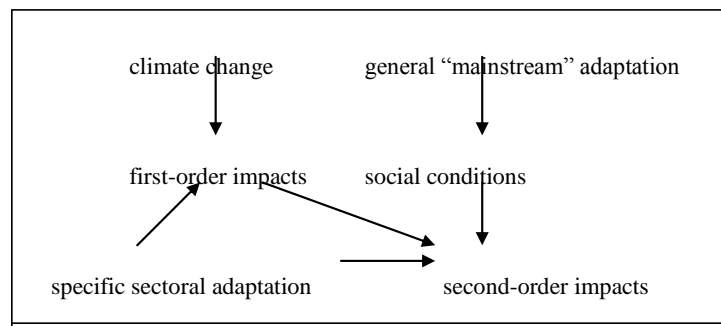 climate change general “mainstream” adaptation
first-order impacts social conditions
specific sectoral adaptation second-order impacts